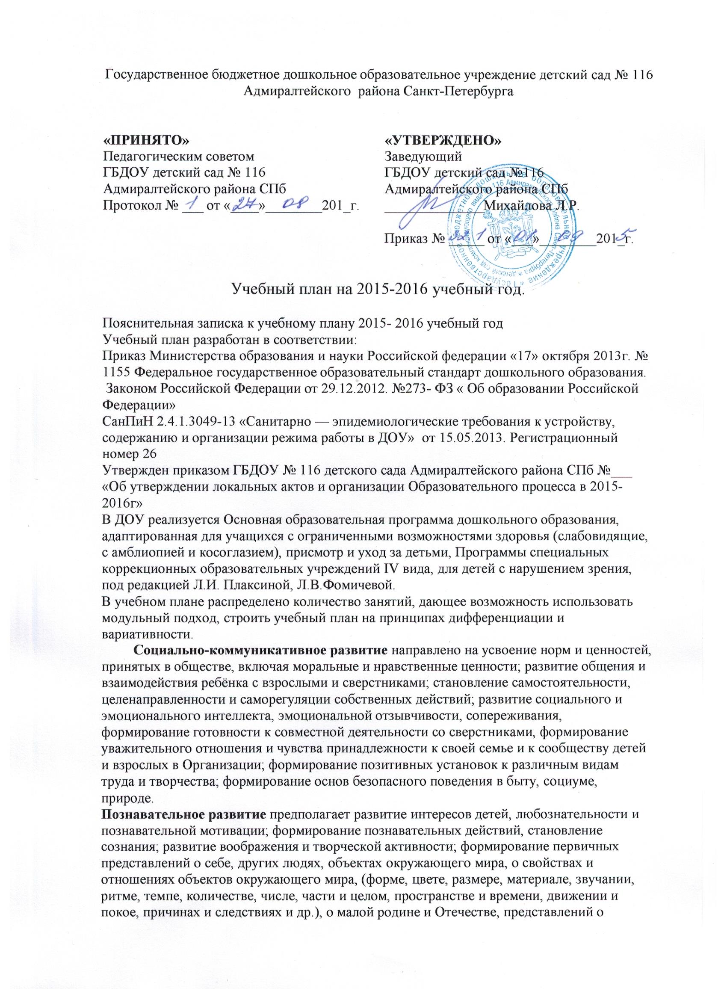 Государственное бюджетное дошкольное образовательное учреждение детский сад № 116
Адмиралтейского района Санкт-Петербурга
«ПРИНЯТО»
Педагогическим советом
ГБДОУ детский сад № 116
Адмиралтейского района СПб
Протокол № 1 от «27» 08 201_г.
«УТВЕРЖДЕНО»
Заведующий
ГБДОУ детский сад №116
Адмиралтейского района СПб
Михайлова Л.Р.
Приказ № от «01» 09 2015г.
Государственное бюджетное дошкольное образовательное учреждение
детский сад компенсирующего вида № 116 Адмиралтейского района Санкт-Петербурга
Учебный план на 2015-2016 учебный год.
Пояснительная записка к учебному плану 2015- 2016 учебный год
Учебный план разработан в соответствии:
Приказ Министерства образования и науки Российской федерации «17» октября 2013г. №
1155 Федеральное государственное образовательный стандарт дошкольного образования.
Законом Российской Федерации от 29.12.2012. №273- ФЗ « Об образовании Российской
Федерации»
СанПиН 2.4.1.3049-13 «Санитарно — эпидемиологические требования к устройству,
содержанию и организации режима работы в ДОУ» от 15.05.2013. Регистрационный
номер 26
Утвержден приказом ГБДОУ № 116 детского сада Адмиралтейского района СПб №___
«Об утверждении локальных актов и организации Образовательного процесса в 2015-
2016г»
В ДОУ реализуется Основная образовательная программа дошкольного образования,
адаптированная для учащихся с ограниченными возможностями здоровья (слабовидящие,
с амблиопией и косоглазием), присмотр и уход за детьми, Программы специальных
коррекционных образовательных учреждений IV вида, для детей с нарушением зрения,
под редакцией Л.И. Плаксиной, Л.В.Фомичевой.
В учебном плане распределено количество занятий, дающее возможность использовать
модульный подход, строить учебный план на принципах дифференциации и
вариативности.
Социально-коммуникативное развитие направлено на усвоение норм и ценностей,
принятых в обществе, включая моральные и нравственные ценности; развитие общения и
взаимодействия ребёнка с взрослыми и сверстниками; становление самостоятельности,
целенаправленности и саморегуляции собственных действий; развитие социального и
эмоционального интеллекта, эмоциональной отзывчивости, сопереживания,
формирование готовности к совместной деятельности со сверстниками, формирование
уважительного отношения и чувства принадлежности к своей семье и к сообществу детей
и взрослых в Организации; формирование позитивных установок к различным видам
труда и творчества; формирование основ безопасного поведения в быту, социуме,
природе.
Познавательное развитие предполагает развитие интересов детей, любознательности и
познавательной мотивации; формирование познавательных действий, становление
сознания; развитие воображения и творческой активности; формирование первичных
представлений о себе, других людях, объектах окружающего мира, о свойствах и
отношениях объектов окружающего мира, (форме, цвете, размере, материале, звучании,
ритме, темпе, количестве, числе, части и целом, пространстве и времени, движении и
покое, причинах и следствиях и др.), о малой родине и Отечестве, представлений о